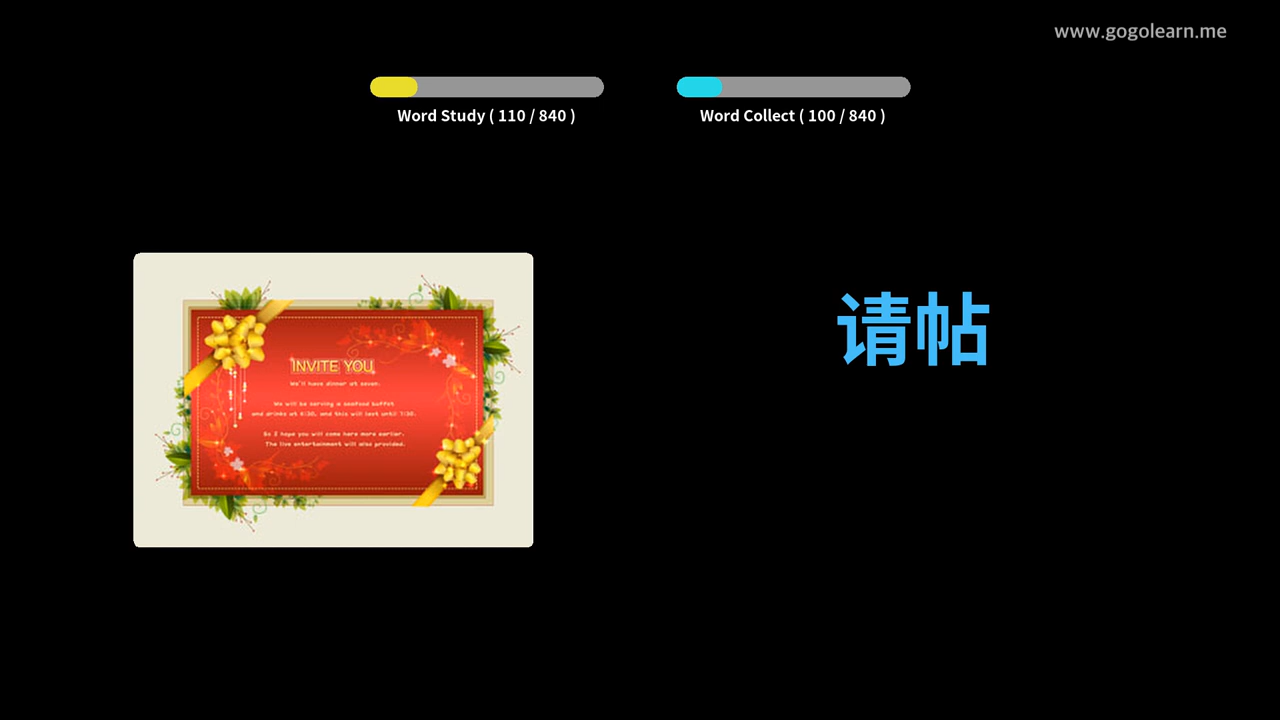 www.gogolearn.me
Word Study ( 110 / 840 )
Word Collect ( 100 / 840 )
请帖
INVITE YOU
We'll have dinner at seven.
We will be serving a seafood buffet
and drinks at 6:30, and this will last until 7:30.
So I hope you will come here more earlier.
The live entertainment will also provided.